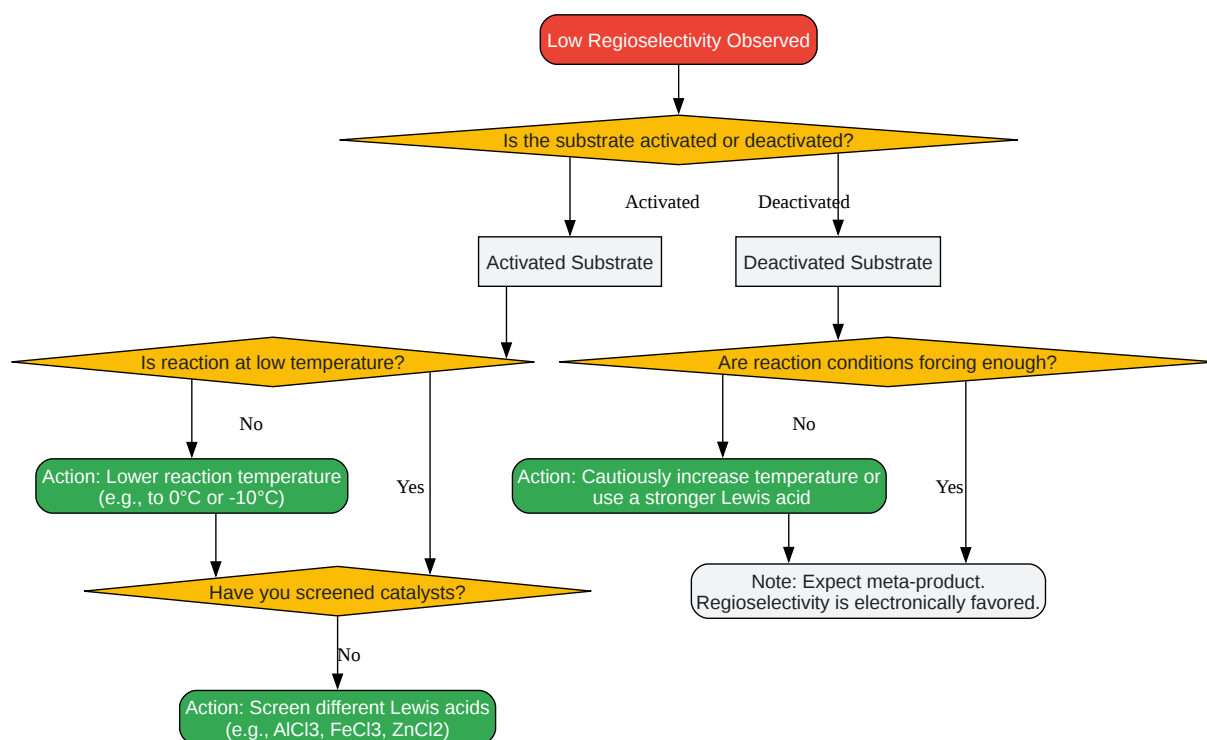 Low Regioselectivity Observed
Is the substrate activated or deactivated?
Activated
Deactivated
Activated Substrate
Deactivated Substrate
Is reaction at low temperature?
Are reaction conditions forcing enough?
No
No
Action: Lower reaction temperature
(e.g., to 0°C or -10°C)
Yes
Action: Cautiously increase temperature or
use a stronger Lewis acid
Yes
Have you screened catalysts?
Note: Expect meta-product.
Regioselectivity is electronically favored.
No
Action: Screen different Lewis acids
(e.g., AlCl3, FeCl3, ZnCl2)